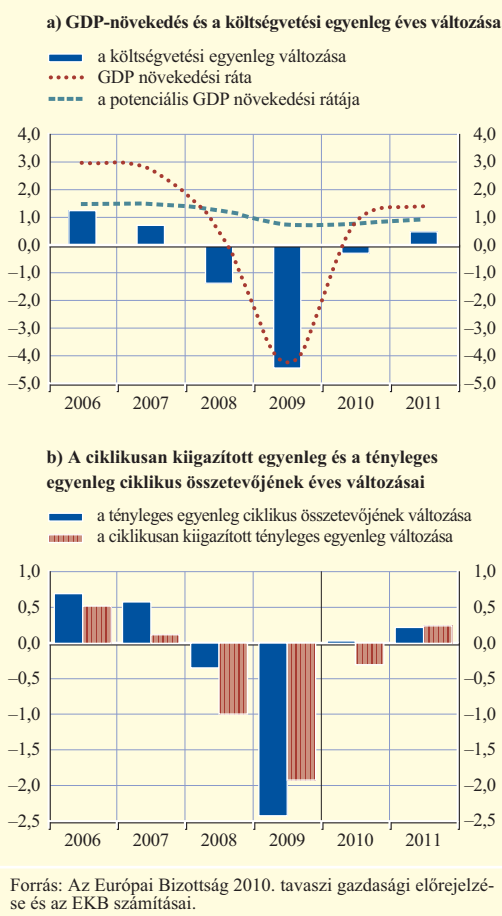 a) GDP-növekedés és a költségvetési egyenleg éves változása
a költségvetési egyenleg változása
GDP növekedési ráta
a potenciális GDP növekedési rátája
4,0 4,0
3,0 3,0
2,0 2,0
1,0 1,0
0,0 0,0
–1,0 –1,0
–2,0 –2,0
–3,0 –3,0
–4,0 –4,0
–5,0 –5,0
2006 2007 2008 2009 2010 2011
b) A ciklikusan kiigazított egyenleg és a tényleges
egyenleg ciklikus összetevőjének éves változásai
a tényleges egyenleg ciklikus összetevőjének változása
a ciklikusan kiigazított tényleges egyenleg változása
1,0 1,0
0,5 0,5
0,0 0,0
–0,5 –0,5
–1,0 –1,0
–1,5 –1,5
–2,0 –2,0
–2,5 –2,5
2006 2007 2008 2009 2010 2011
Forrás: Az Európai Bizottság 2010. tavaszi gazdasági előrejelzé-
se és az EKB számításai.